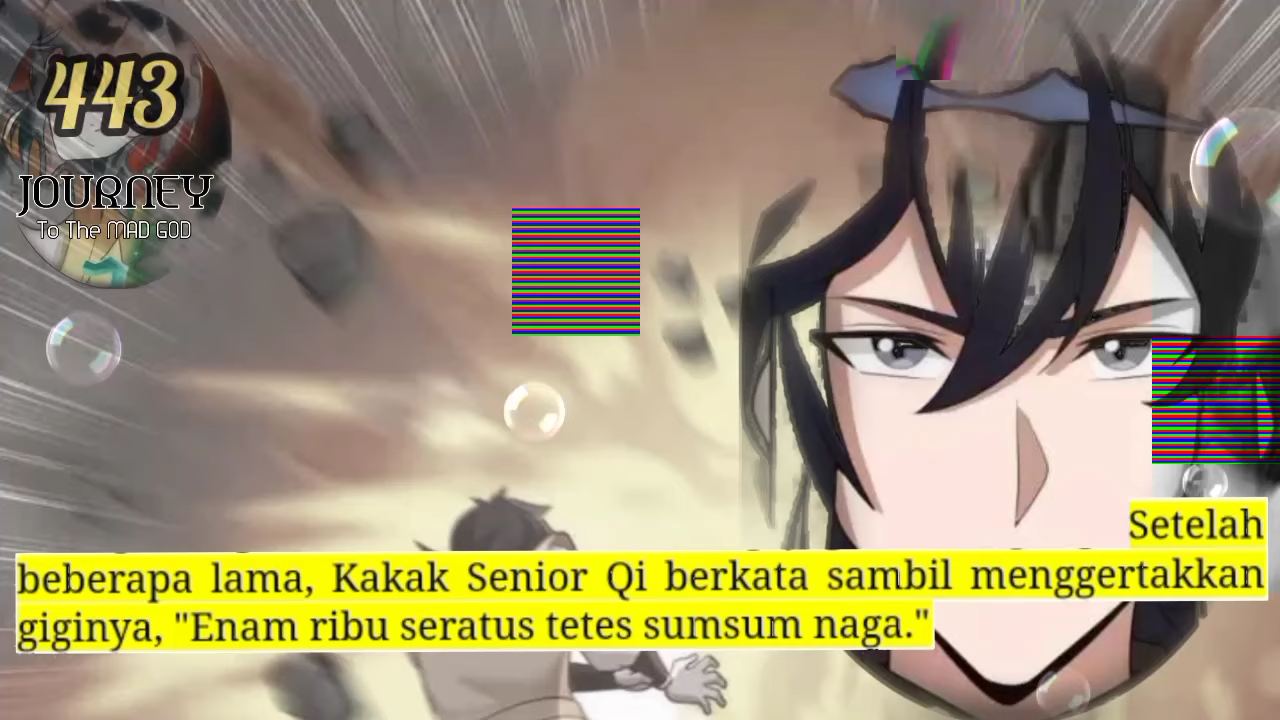 443
JOURNEY
To The MAD GOD
Setelah
beberapa lama, Kakak Senior Qi berkata sambil menggertakkan
giginya, "Enam ribu seratus tetes sumsum naga."